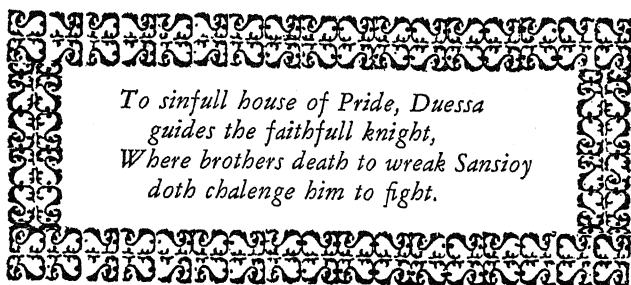 To sinfull house of Pride, Duessa
guides the faithfull knight,
Where brothers death to wreak Sansioy
doth chalenge him to fight.